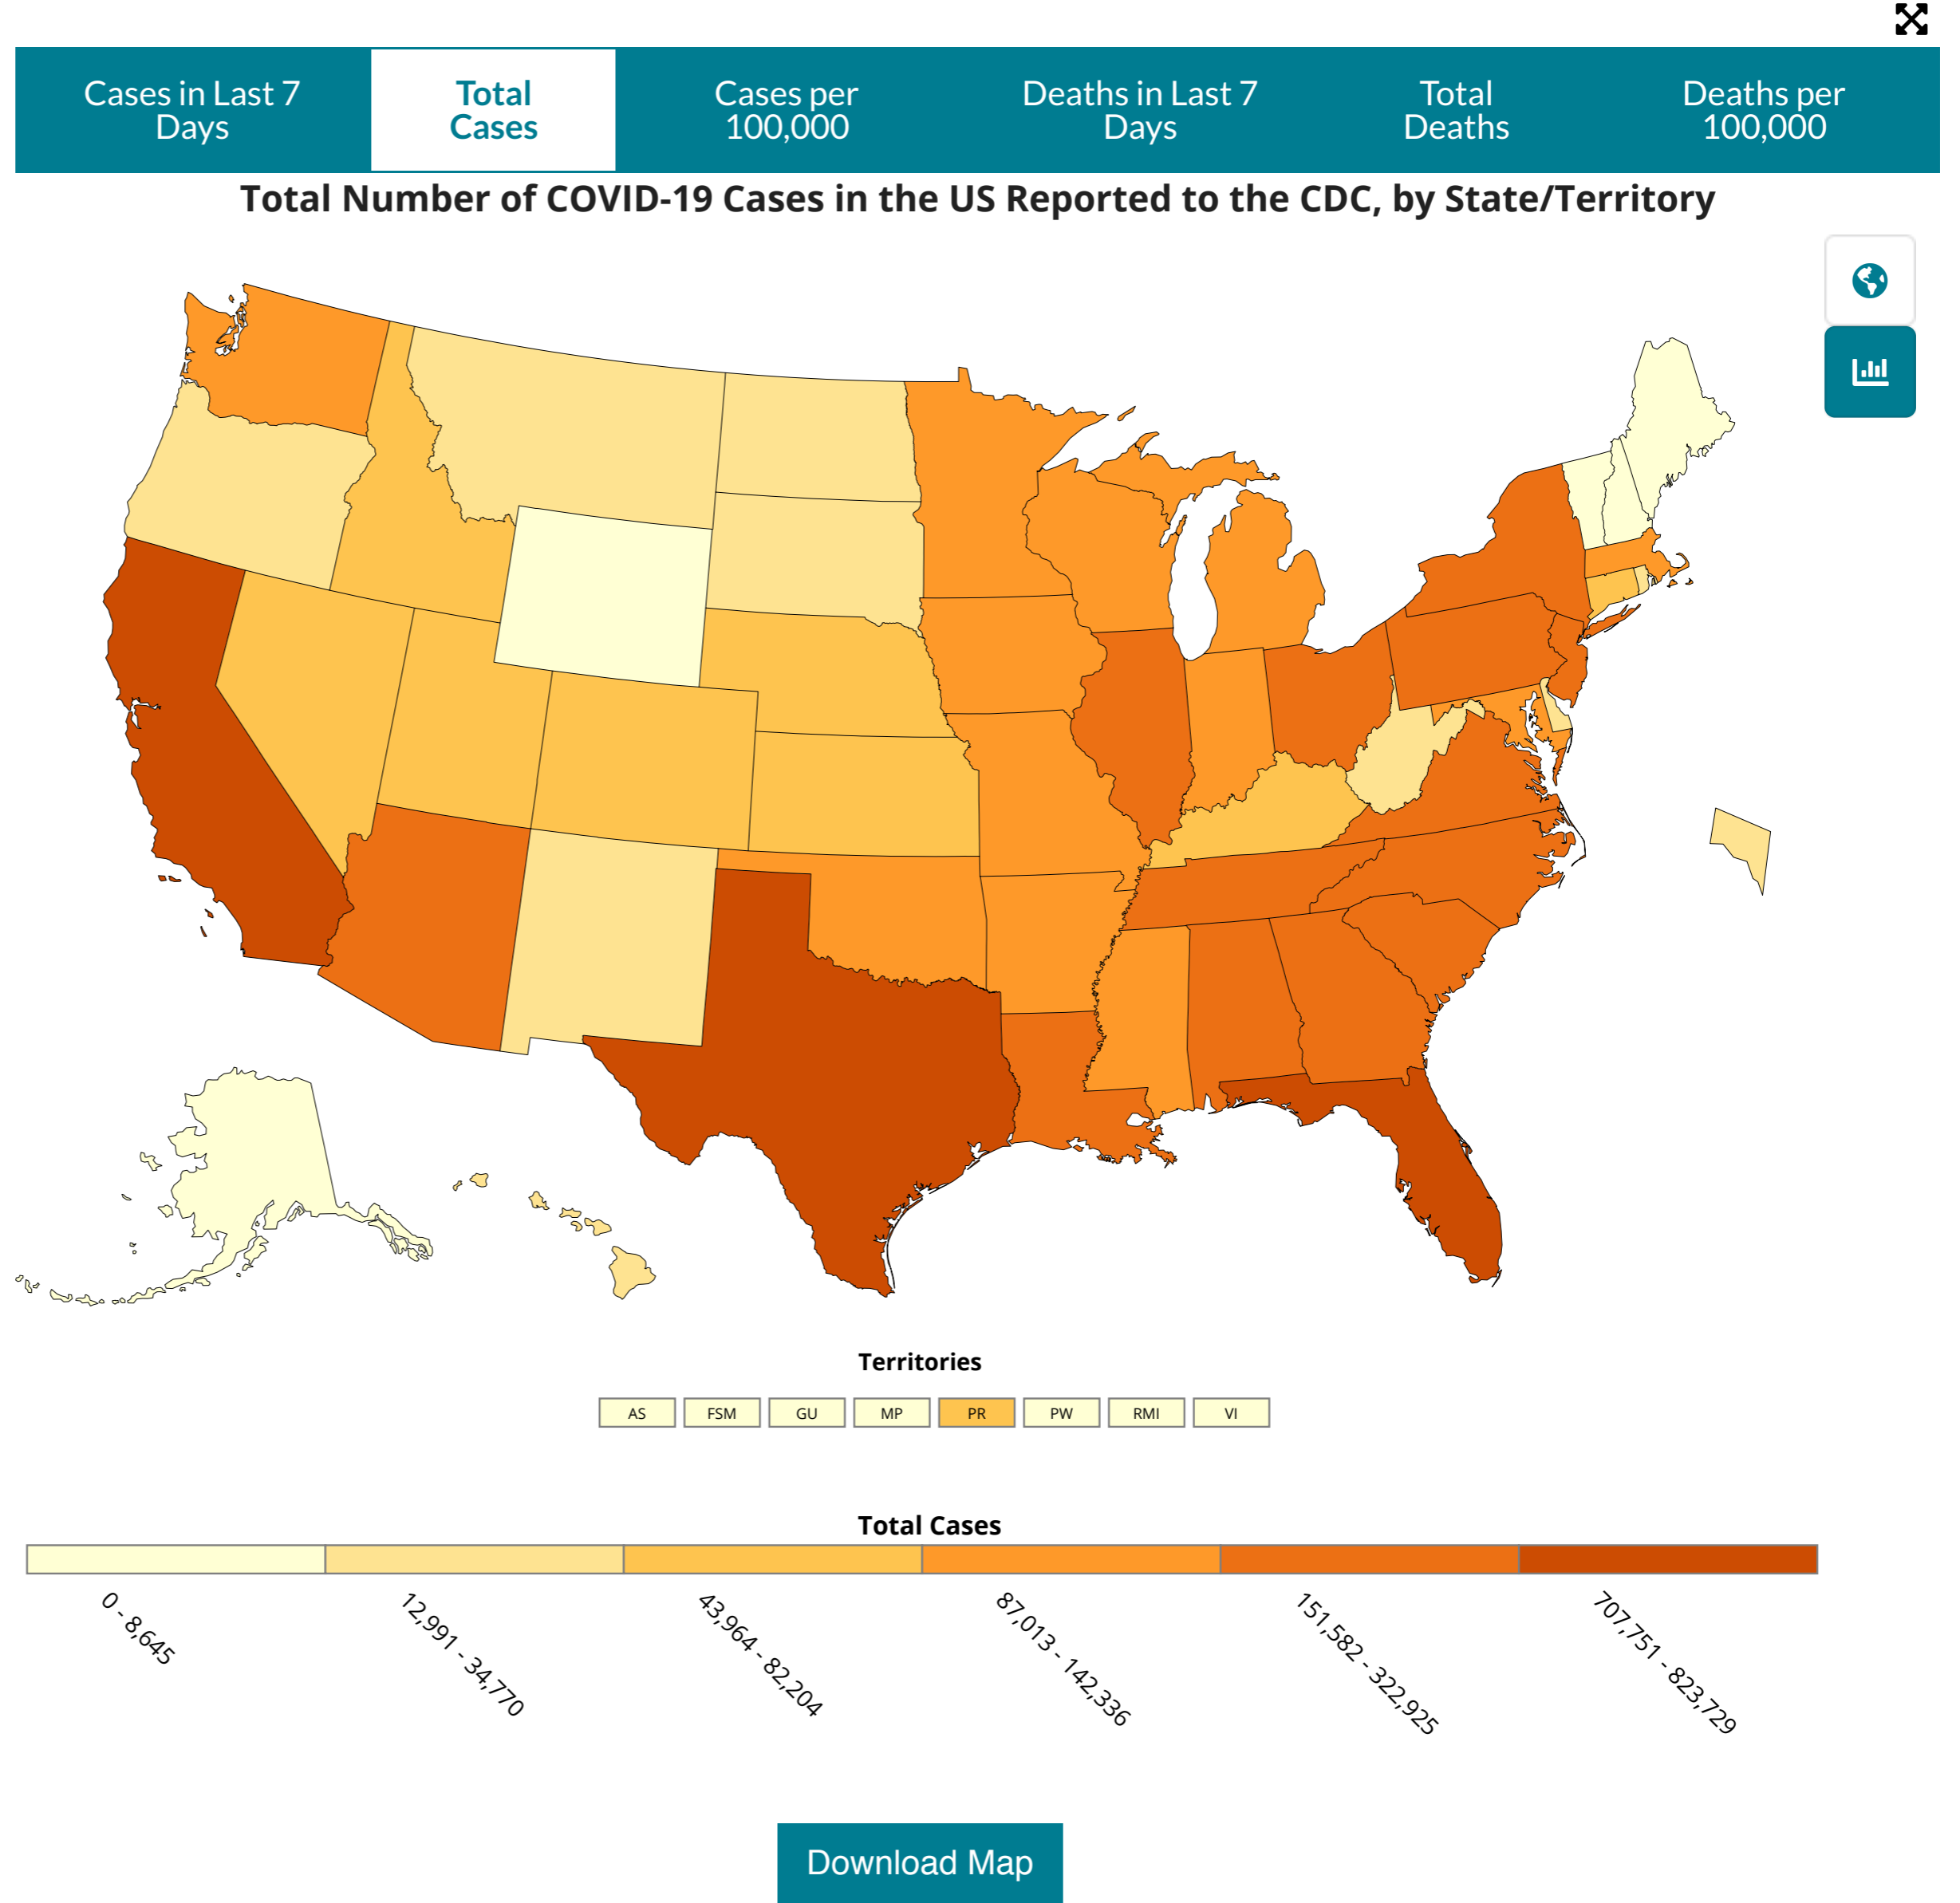 Cases in Last 7
Days
Total
Cases
Cases per
100,000
Deaths in Last 7
Days
Total
Deaths
Deaths per
100,000
Total Number of COVID-19 Cases in the US Reported to the CDC, by State/Territory
Territories
AS FSM GU MP PR PW RMI VI
Total Cases
0 - 8,645
12,991 - 34,770
43,964 - 82,204
87,013 - 142,336
151,582 - 322,925
707,751 - 823,729
Download Map